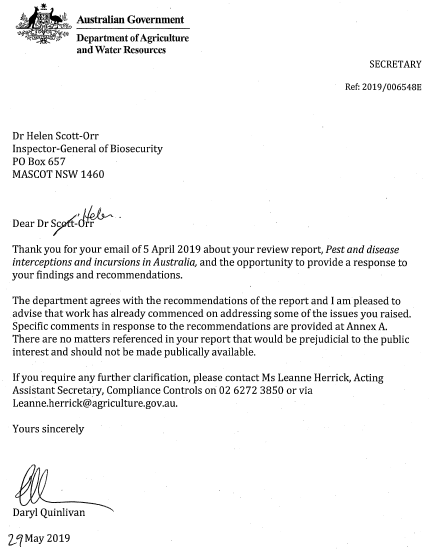 Australian Government
Department of Agriculture
and Water Resources
SECRETARY
Ref: 2019/006548E
Dr Helen Scott-Orr
Inspector-General of Biosecurity
PO Box 657
MASCOT NSW 1460
Helen.
Dear Dr Scott-Orr
Thank you for your email of 5 April 2019 about your review report, Pest and disease
interceptions and incursions in Australia, and the opportunity to provide a response to
your findings and recommendations.
The department agrees with the recommendations of the report and I am pleased to
advise that work has already commenced on addressing some of the issues you raised.
Specific comments in response to the recommendations are provided at Annex A.
There are no matters referenced in your report that would be prejudicial to the public
interest and should not be made publically available.
If you require any further clarification, please contact Ms Leanne Herrick, Acting
Assistant Secretary, Compliance Controls on 02 6272 3850 or via
Leanne.herrick@agriculture.gov.au.
Yours sincerely
Daryl Quinlivan
29 May 2019